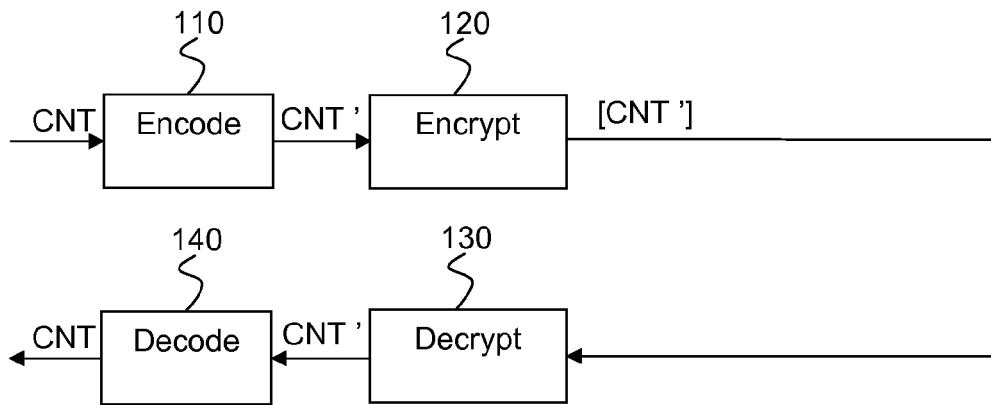 110
120
CNT
Encode
CNT '
Encrypt
[CNT ']
140
130
CNT
Decode
CNT '
Decrypt